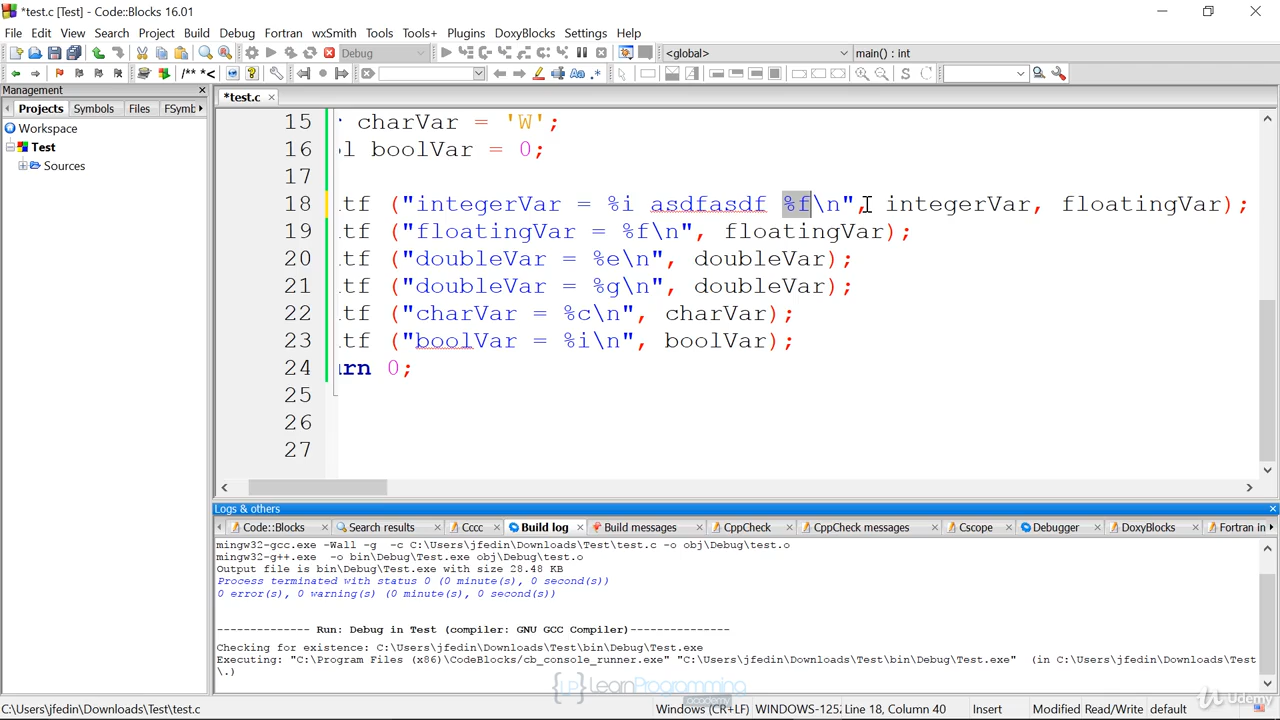 *test.c [Test] - Code::Blocks 16.01
File Edit View Search Project Build Debug Fortran wxSmith Tools Tools+ Plugins DoxyBlocks Settings Help
Debug <global> main() : int
/** *<
Management
Projects Symbols Files FSymb
*test.c
Workspace
Test
Sources
15 charVar = 'W';
16 ol boolVar = 0;
17
18 tf ("integerVar = %i asdfasdf %f\n", integerVar, floatingVar);
19 tf ("floatingVar = %f\n", floatingVar);
20 tf ("doubleVar = %e\n", doubleVar);
21 tf ("doubleVar = %g\n", doubleVar);
22 tf ("charVar = %c\n", charVar);
23 tf ("boolVar = %i\n", boolVar);
24 urn 0;
25
26
27
Logs & others
Code::Blocks Search results Cccc Build log Build messages CppCheck CppCheck messages Cscope Debugger DoxyBlocks Fortran in
mingw32-gcc.exe -Wall -g -c C:\Users\jfedin\Downloads\Test\test.c -o obj\Debug\test.o
mingw32-g++.exe -o bin\Debug\Test.exe obj\Debug\test.o
Output file is bin\Debug\Test.exe with size 28.48 KB
Process terminated with status 0 (0 minute(s), 0 second(s))
0 error(s), 0 warning(s) (0 minute(s), 0 second(s))
-------------- Run: Debug in Test (compiler: GNU GCC Compiler)---------------
Checking for existence: C:\Users\jfedin\Downloads\Test\bin\Debug\Test.exe
Executing: "C:\Program Files (x86)\CodeBlocks/cb_console_runner.exe" "C:\Users\jfedin\Downloads\Test\bin\Debug\Test.exe" (in C:\Users\jfedin\Downloads\Test
\.)
LearnProgramming
Udemy
C:\Users\jfedin\Downloads\Test\test.c Windows (CR+LF) WINDOWS-125 Line 18, Column 40 Insert Modified Read/Write default